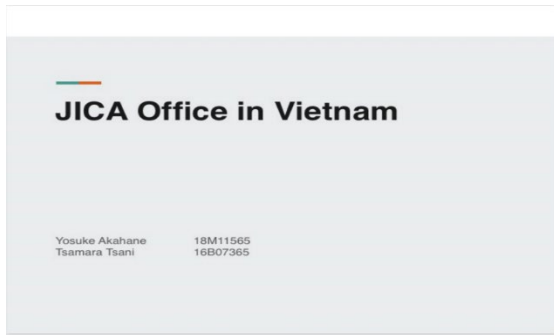 JICA Office in Vietnam
Yosuke Akahane 18M11565
Tsamara Tsani 16B07365